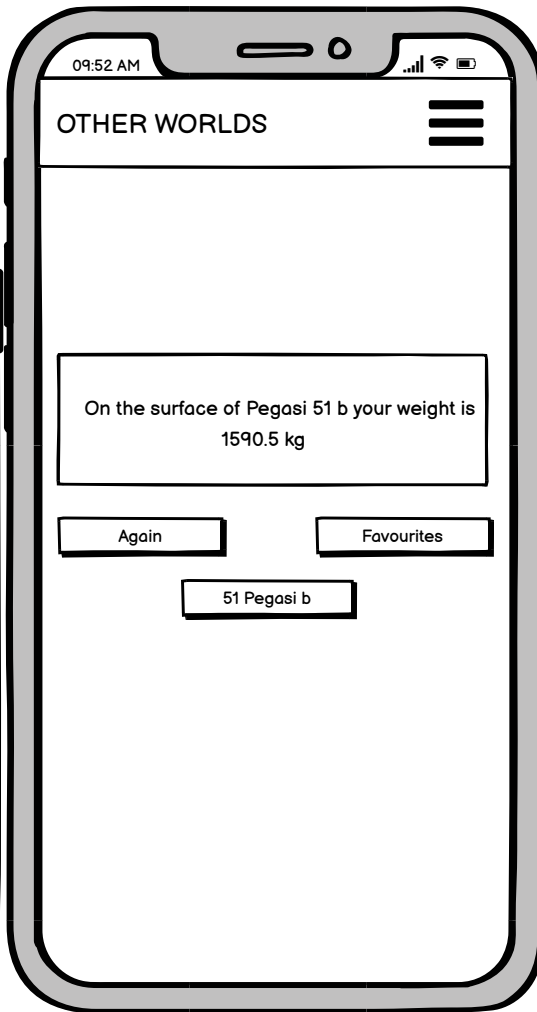 09:52 AM
OTHER WORLDS
On the surface of Pegasi 51 b your weight is
1590.5 kg
Again
Favourites
51 Pegasi b